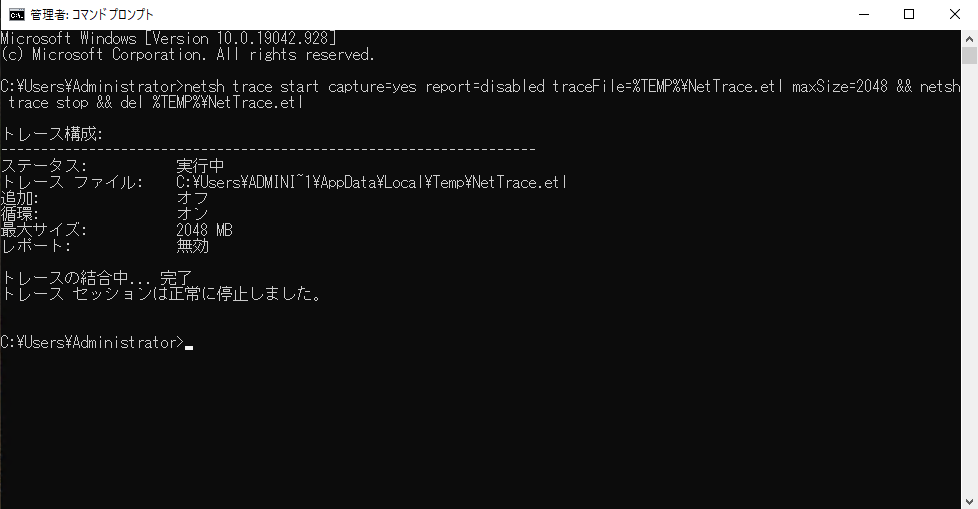 管理者: コマンド プロンプト
Microsoft Windows [Version 10.0.19042.928]
(c) Microsoft Corporation. All rights reserved.
C:¥Users¥Administrator>netsh trace start capture=yes report=disabled traceFile=%TEMP%¥NetTrace.etl maxSize=2048 && netsh
trace stop && del %TEMP%¥NetTrace.etl
トレース構成:
-------------------------------------------------------------------
ステータス: 実行中
トレース ファイル: C:¥Users¥ADMINI~1¥AppData¥Local¥Temp¥NetTrace.etl
追加: オフ
循環: オン
最大サイズ: 2048 MB
レポート: 無効
トレースの結合中... 完了
トレース セッションは正常に停止しました。
C:¥Users¥Administrator>